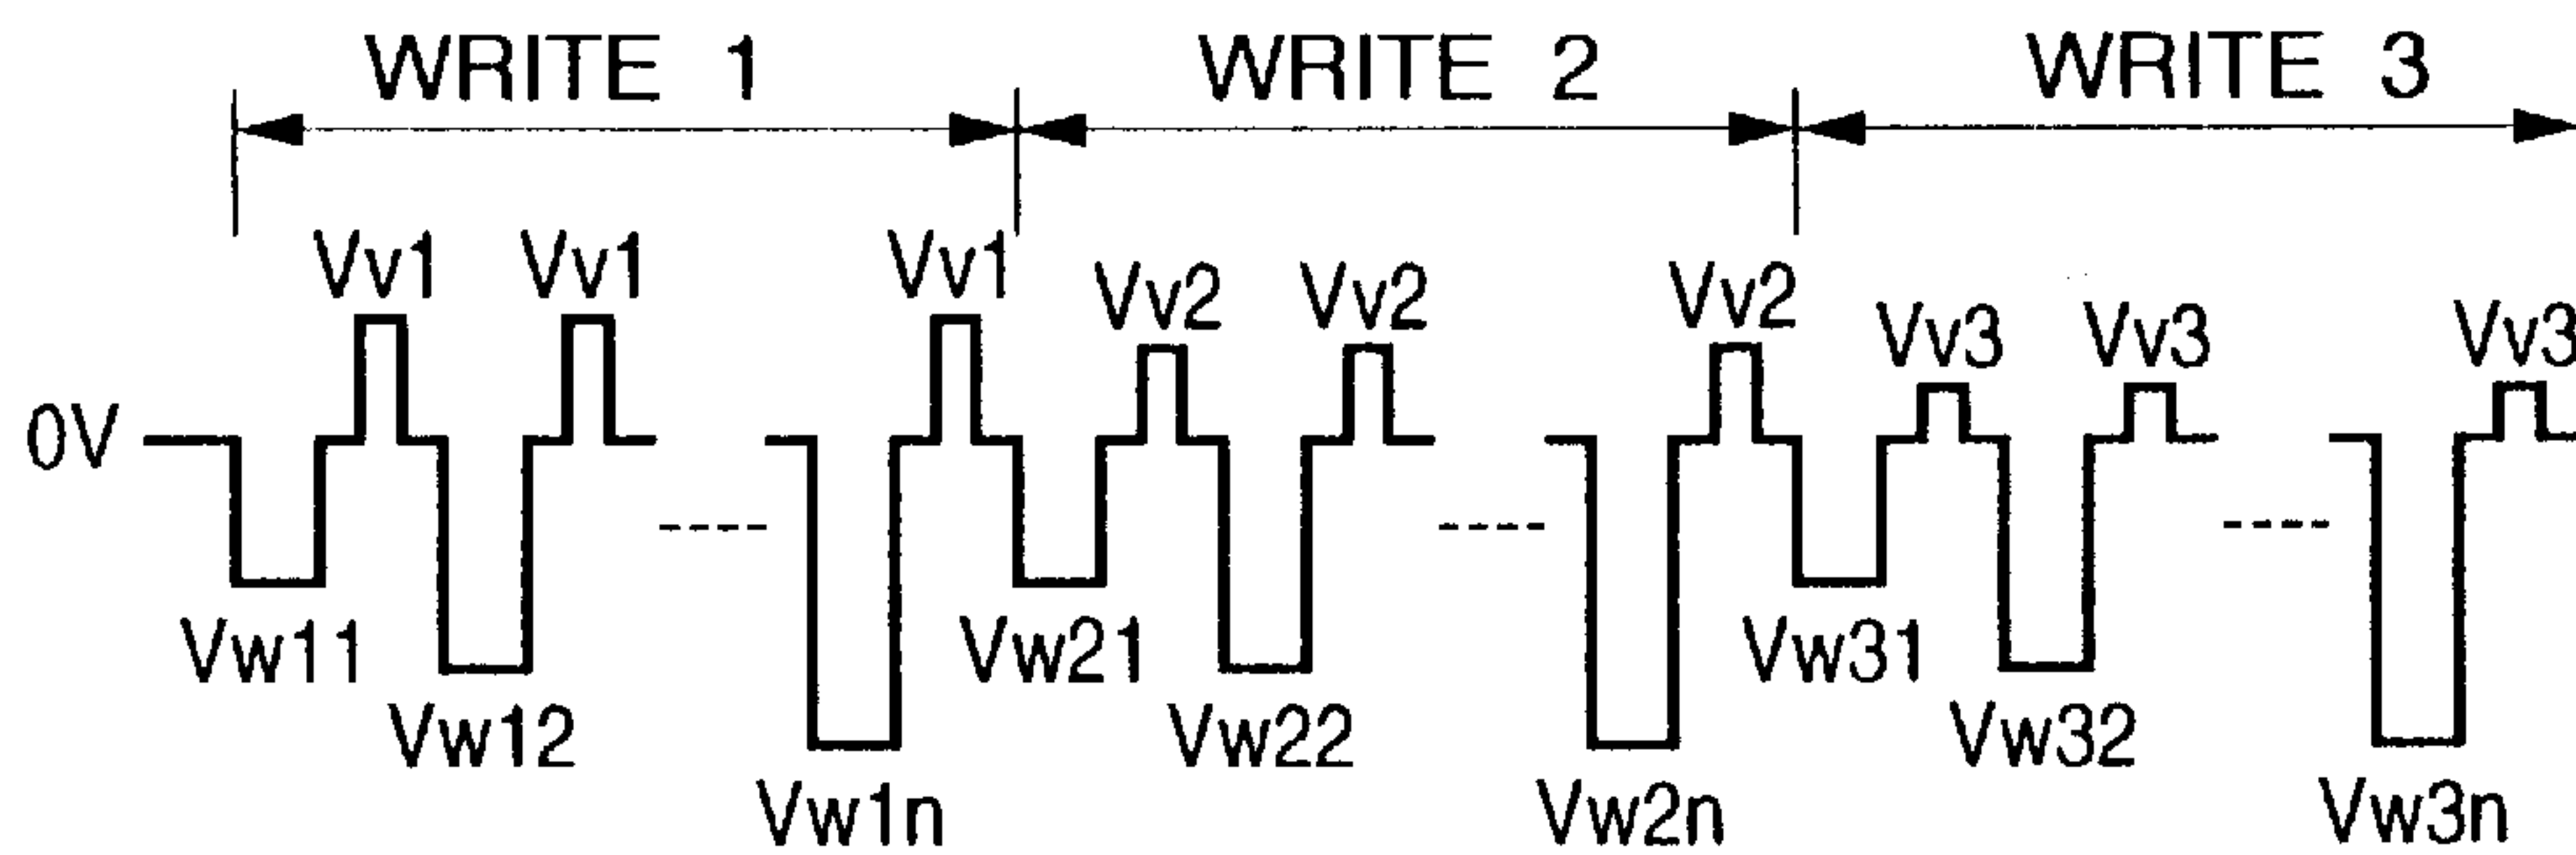 WRITE 1 WRITE 2 WRITE 3
Vv1 Vv1 Vv1 Vv2 Vv2 Vv2 Vv3 Vv3 Vv3
0V
Vw11 Vw21 Vw31
Vw12 Vw22 Vw32
Vw1n Vw2n Vw3n